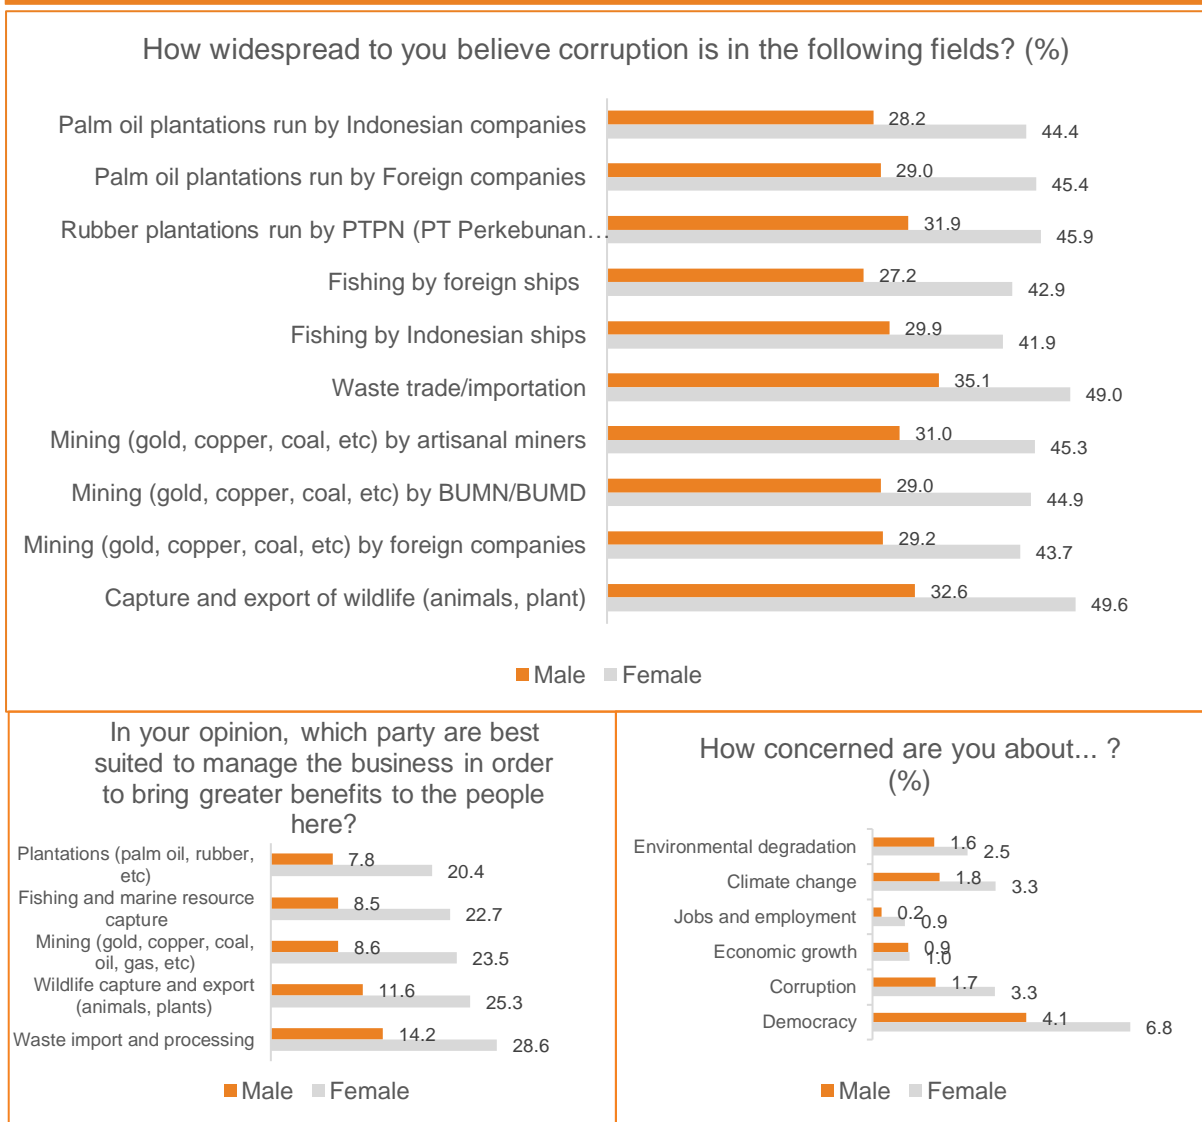 How widespread to you believe corruption is in the following fields? (%)
Palm oil plantations run by Indonesian companies
28.2
44.4
Palm oil plantations run by Foreign companies
29.0
45.4
Rubber plantations run by PTPN (PT Perkebunan…
31.9
45.9
Fishing by foreign ships
27.2
42.9
Fishing by Indonesian ships
29.9
41.9
Waste trade/importation
35.1
49.0
Mining (gold, copper, coal, etc) by artisanal miners
31.0
45.3
Mining (gold, copper, coal, etc) by BUMN/BUMD
29.0
44.9
Mining (gold, copper, coal, etc) by foreign companies
29.2
43.7
Capture and export of wildlife (animals, plant)
32.6
49.6
Male Female
In your opinion, which party are best
suited to manage the business in order
to bring greater benefits to the people
here?
Plantations (palm oil, rubber,
etc)
7.8
20.4
Fishing and marine resource
capture
8.5
22.7
Mining (gold, copper, coal,
oil, gas, etc)
8.6
23.5
Wildlife capture and export
(animals, plants)
11.6
25.3
Waste import and processing
14.2
28.6
Male Female
How concerned are you about... ?
(%)
Environmental degradation
1.6
2.5
Climate change
1.8
3.3
Jobs and employment
0.2
0.9
Economic growth
0.9
1.0
Corruption
1.7
3.3
Democracy
4.1
6.8
Male Female